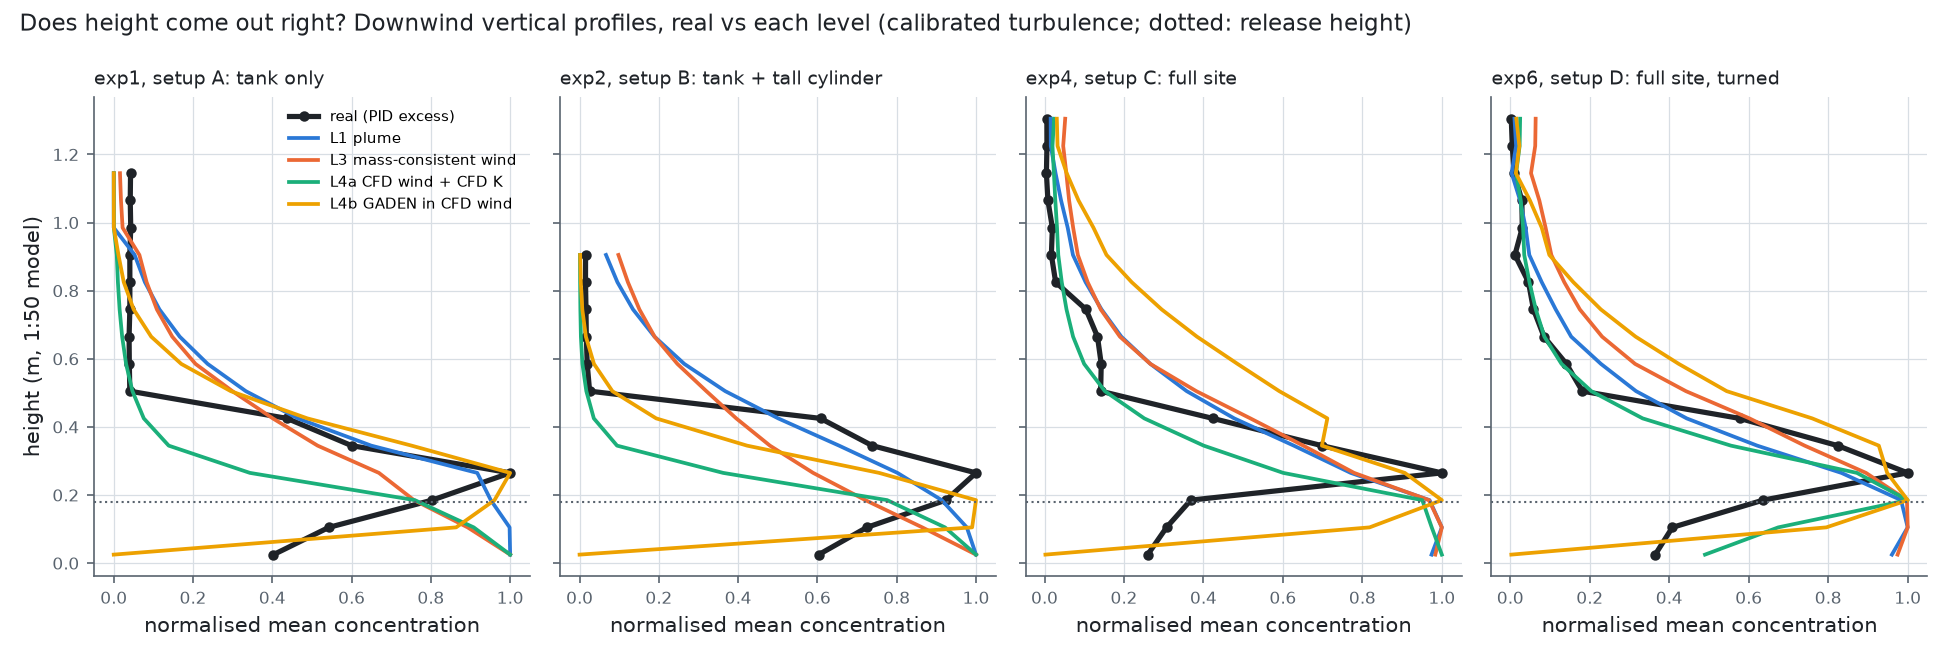 Does height come out right? Downwind vertical profiles, real vs each level (calibrated turbulence; dotted: release height)
exp1, setup A: tank only
exp2, setup B: tank + tall cylinder
exp4, setup C: full site
exp6, setup D: full site, turned
real (PID excess)
L1 plume
L3 mass-consistent wind
L4a CFD wind + CFD K
L4b GADEN in CFD wind
height (m, 1:50 model)
1.2
1.0
0.8
0.6
0.4
0.2
0.0
0.0 0.2 0.4 0.6 0.8 1.0
0.0 0.2 0.4 0.6 0.8 1.0
0.0 0.2 0.4 0.6 0.8 1.0
0.0 0.2 0.4 0.6 0.8 1.0
normalised mean concentration
normalised mean concentration
normalised mean concentration
normalised mean concentration